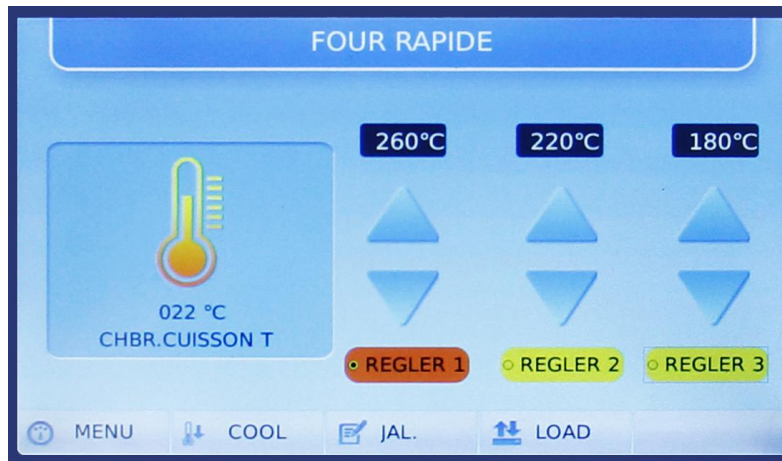 FOUR RAPIDE
260°C 220°C 180°C
022 °C
CHBR.CUISSON T
REGLER 1 REGLER 2 REGLER 3
MENU COOL JAL. LOAD